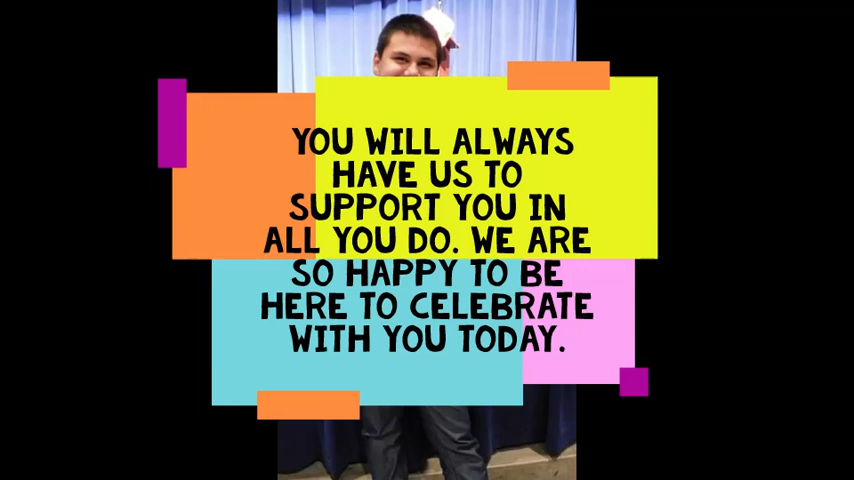 YOU WILL ALWAYS
HAVE US TO
SUPPORT YOU IN
ALL YOU DO. WE ARE
SO HAPPY TO BE
HERE TO CELEBRATE
WITH YOU TODAY.